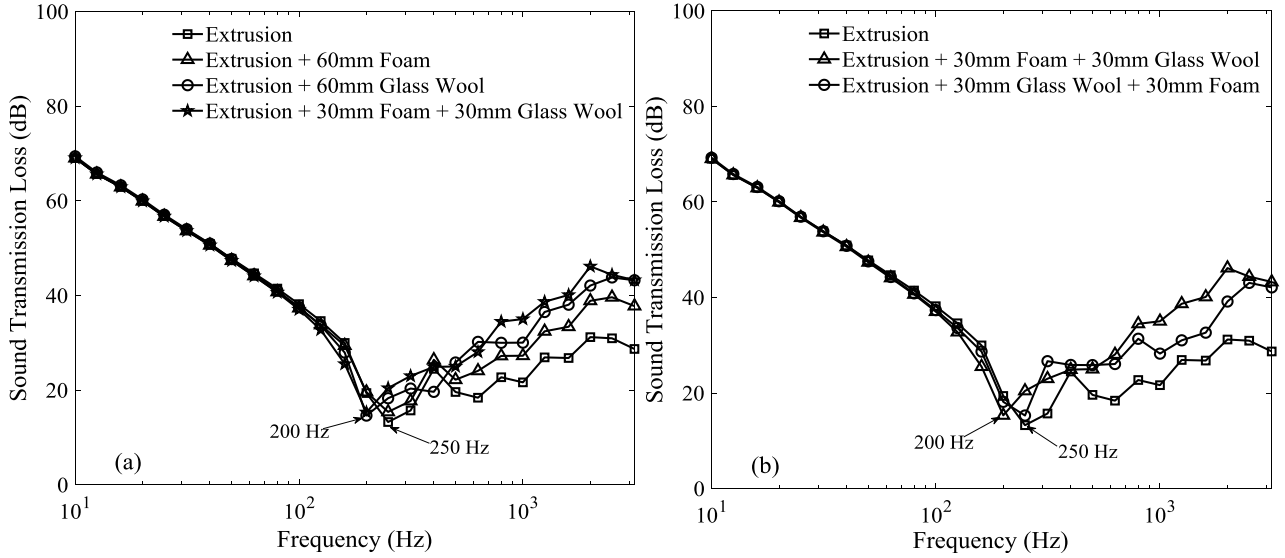 100
80
60
40
20
0
Sound Transmission Loss (dB)
Extrusion
Extrusion + 60mm Foam
Extrusion + 60mm Glass Wool
Extrusion + 30mm Foam + 30mm Glass Wool
200 Hz
250 Hz
(a)
10^1
10^2
10^3
Frequency (Hz)
100
80
60
40
20
0
Sound Transmission Loss (dB)
Extrusion
Extrusion + 30mm Foam + 30mm Glass Wool
Extrusion + 30mm Glass Wool + 30mm Foam
200 Hz
250 Hz
(b)
10^1
10^2
10^3
Frequency (Hz)